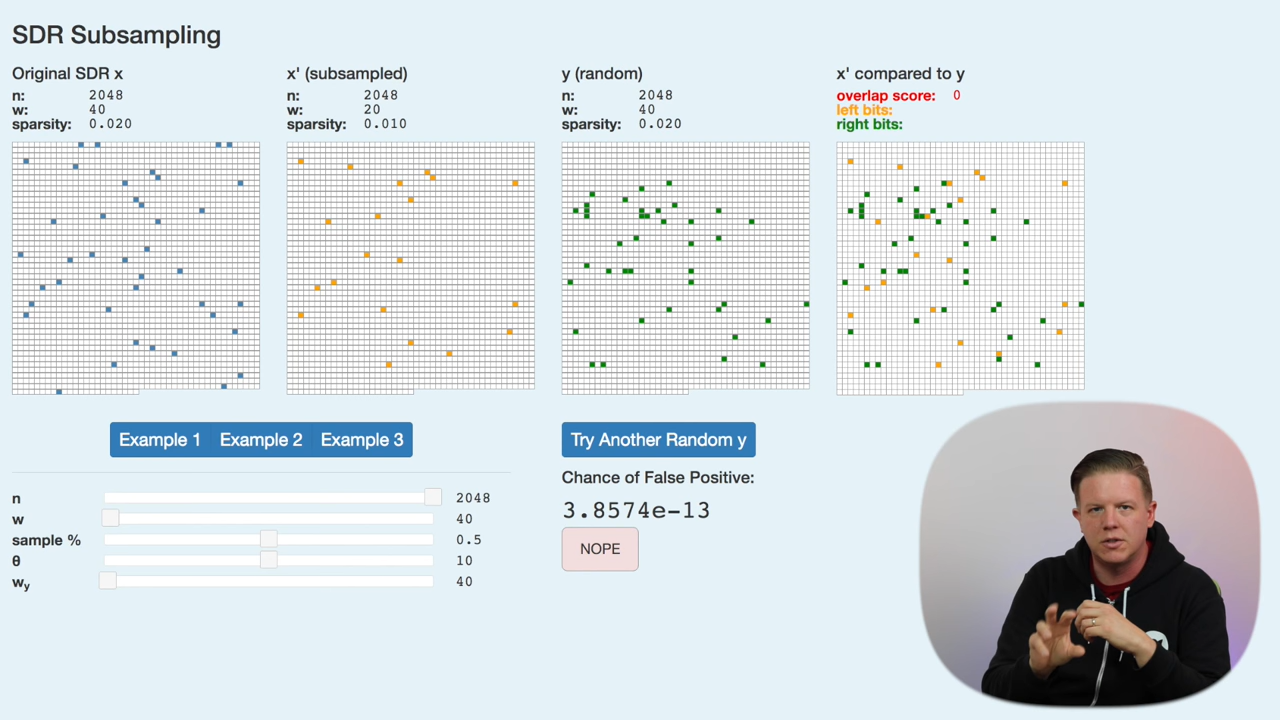 SDR Subsampling
Original SDR x
n: 2048
w: 40
sparsity: 0.020
x' (subsampled)
n: 2048
w: 20
sparsity: 0.010
y (random)
n: 2048
w: 40
sparsity: 0.020
x' compared to y
overlap score: 0
left bits:
right bits:
Example 1 Example 2 Example 3
n 2048
w 40
sample % 0.5
θ 10
wy 40
Try Another Random y
Chance of False Positive:
3.8574e-13
NOPE